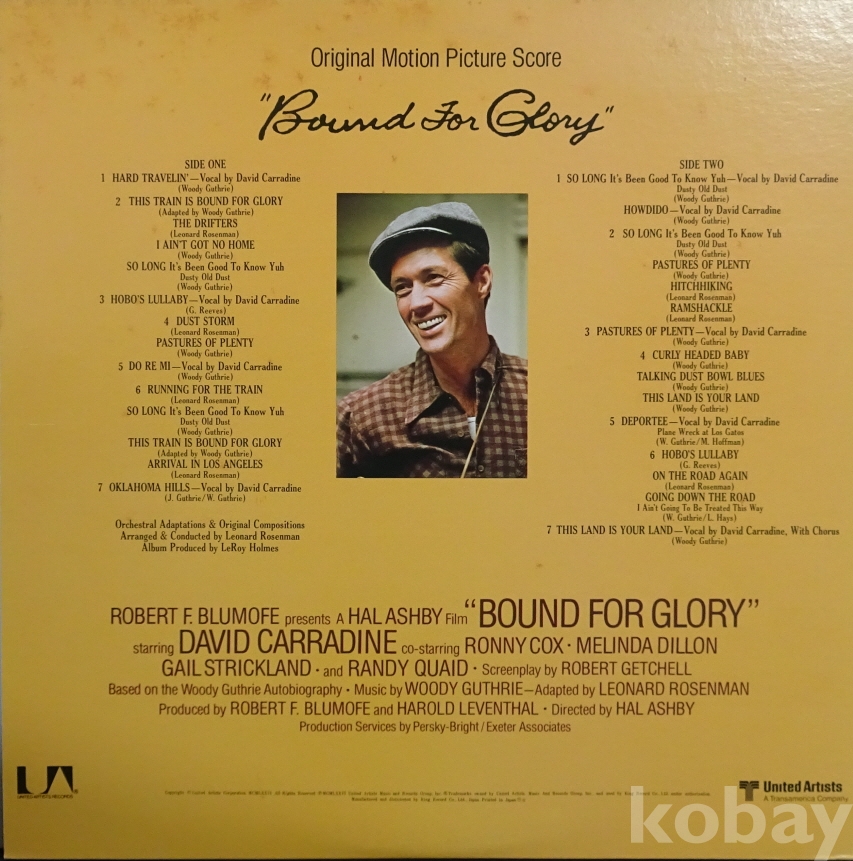 Original Motion Picture Score
"Bound For Glory"
SIDE ONE
1 HARD TRAVELIN'—Vocal by David Carradine
(Woody Guthrie)
2 THIS TRAIN IS BOUND FOR GLORY
(Adapted by Woody Guthrie)
THE DRIFTERS
(Leonard Rosenman)
I AIN'T GOT NO HOME
(Woody Guthrie)
SO LONG It's Been Good To Know Yuh
Dusty Old Dust
(Woody Guthrie)
3 HOBO'S LULLABY—Vocal by David Carradine
(G. Reeves)
4 DUST STORM
(Leonard Rosenman)
PASTURES OF PLENTY
(Woody Guthrie)
5 DO RE MI—Vocal by David Carradine
(Woody Guthrie)
6 RUNNING FOR THE TRAIN
(Leonard Rosenman)
SO LONG It's Been Good To Know Yuh
Dusty Old Dust
(Woody Guthrie)
THIS TRAIN IS BOUND FOR GLORY
(Adapted by Woody Guthrie)
ARRIVAL IN LOS ANGELES
(Leonard Rosenman)
7 OKLAHOMA HILLS—Vocal by David Carradine
(J. Guthrie/W. Guthrie)
Orchestral Adaptations & Original Compositions
Arranged & Conducted by Leonard Rosenman
Album Produced by LeRoy Holmes
SIDE TWO
1 SO LONG It's Been Good To Know Yuh—Vocal by David Carradine
Dusty Old Dust
(Woody Guthrie)
HOWDIDO—Vocal by David Carradine
(Woody Guthrie)
2 SO LONG It's Been Good To Know Yuh
Dusty Old Dust
(Woody Guthrie)
PASTURES OF PLENTY
(Woody Guthrie)
HITCHHIKING
(Leonard Rosenman)
RAMSHACKLE
(Leonard Rosenman)
3 PASTURES OF PLENTY—Vocal by David Carradine
(Woody Guthrie)
4 CURLY HEADED BABY
(Woody Guthrie)
TALKING DUST BOWL BLUES
(Woody Guthrie)
THIS LAND IS YOUR LAND
(Woody Guthrie)
5 DEPORTEE—Vocal by David Carradine
Plane Wreck at Los Gatos
(W. Guthrie/M. Hoffman)
6 HOBO'S LULLABY
(G. Reeves)
ON THE ROAD AGAIN
(Leonard Rosenman)
GOING DOWN THE ROAD
I Ain't Going To Be Treated This Way
(W. Guthrie/L. Hays)
7 THIS LAND IS YOUR LAND—Vocal by David Carradine, With Chorus
(Woody Guthrie)
ROBERT F. BLUMOFE presents A HAL ASHBY Film "BOUND FOR GLORY"
starring DAVID CARRADINE co-starring RONNY COX · MELINDA DILLON
GAIL STRICKLAND · and RANDY QUAID · Screenplay by ROBERT GETCHELL
Based on the Woody Guthrie Autobiography · Music by WOODY GUTHRIE—Adapted by LEONARD ROSENMAN
Produced by ROBERT F. BLUMOFE and HAROLD LEVENTHAL · Directed by HAL ASHBY
Production Services by Persky-Bright/Exeter Associates
UA
UNITED ARTISTS RECORDS
United Artists
A Transamerica Company
kobay